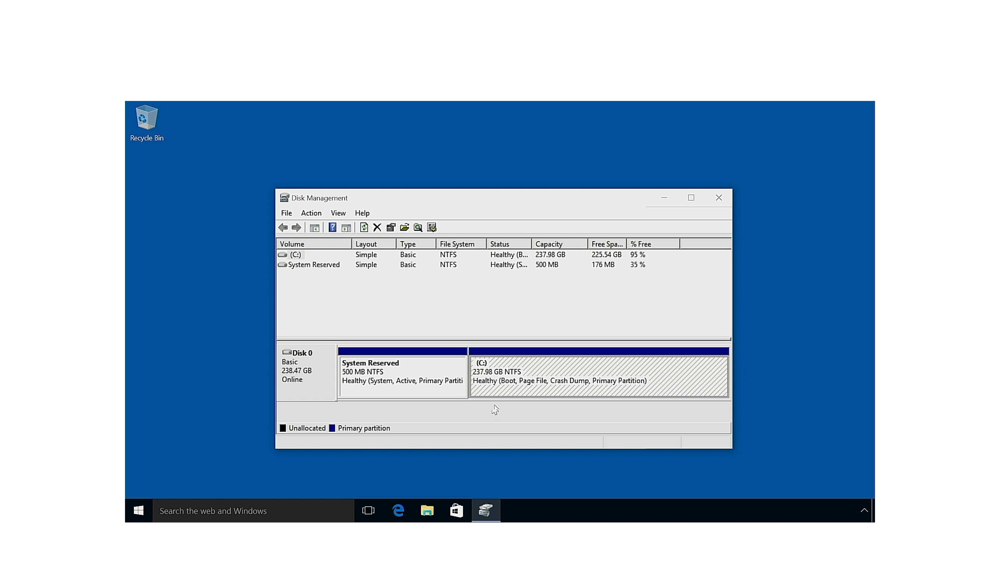 Recycle Bin
Disk Management
File Action View Help
Volume Layout Type File System Status Capacity Free Spa... % Free
(C:) Simple Basic NTFS Healthy (B... 237.98 GB 225.54 GB 95 %
System Reserved Simple Basic NTFS Healthy (S... 500 MB 176 MB 35 %
Disk 0
Basic
238.47 GB
Online
System Reserved
500 MB NTFS
Healthy (System, Active, Primary Partiti
(C:)
237.98 GB NTFS
Healthy (Boot, Page File, Crash Dump, Primary Partition)
Unallocated Primary partition
Search the web and Windows